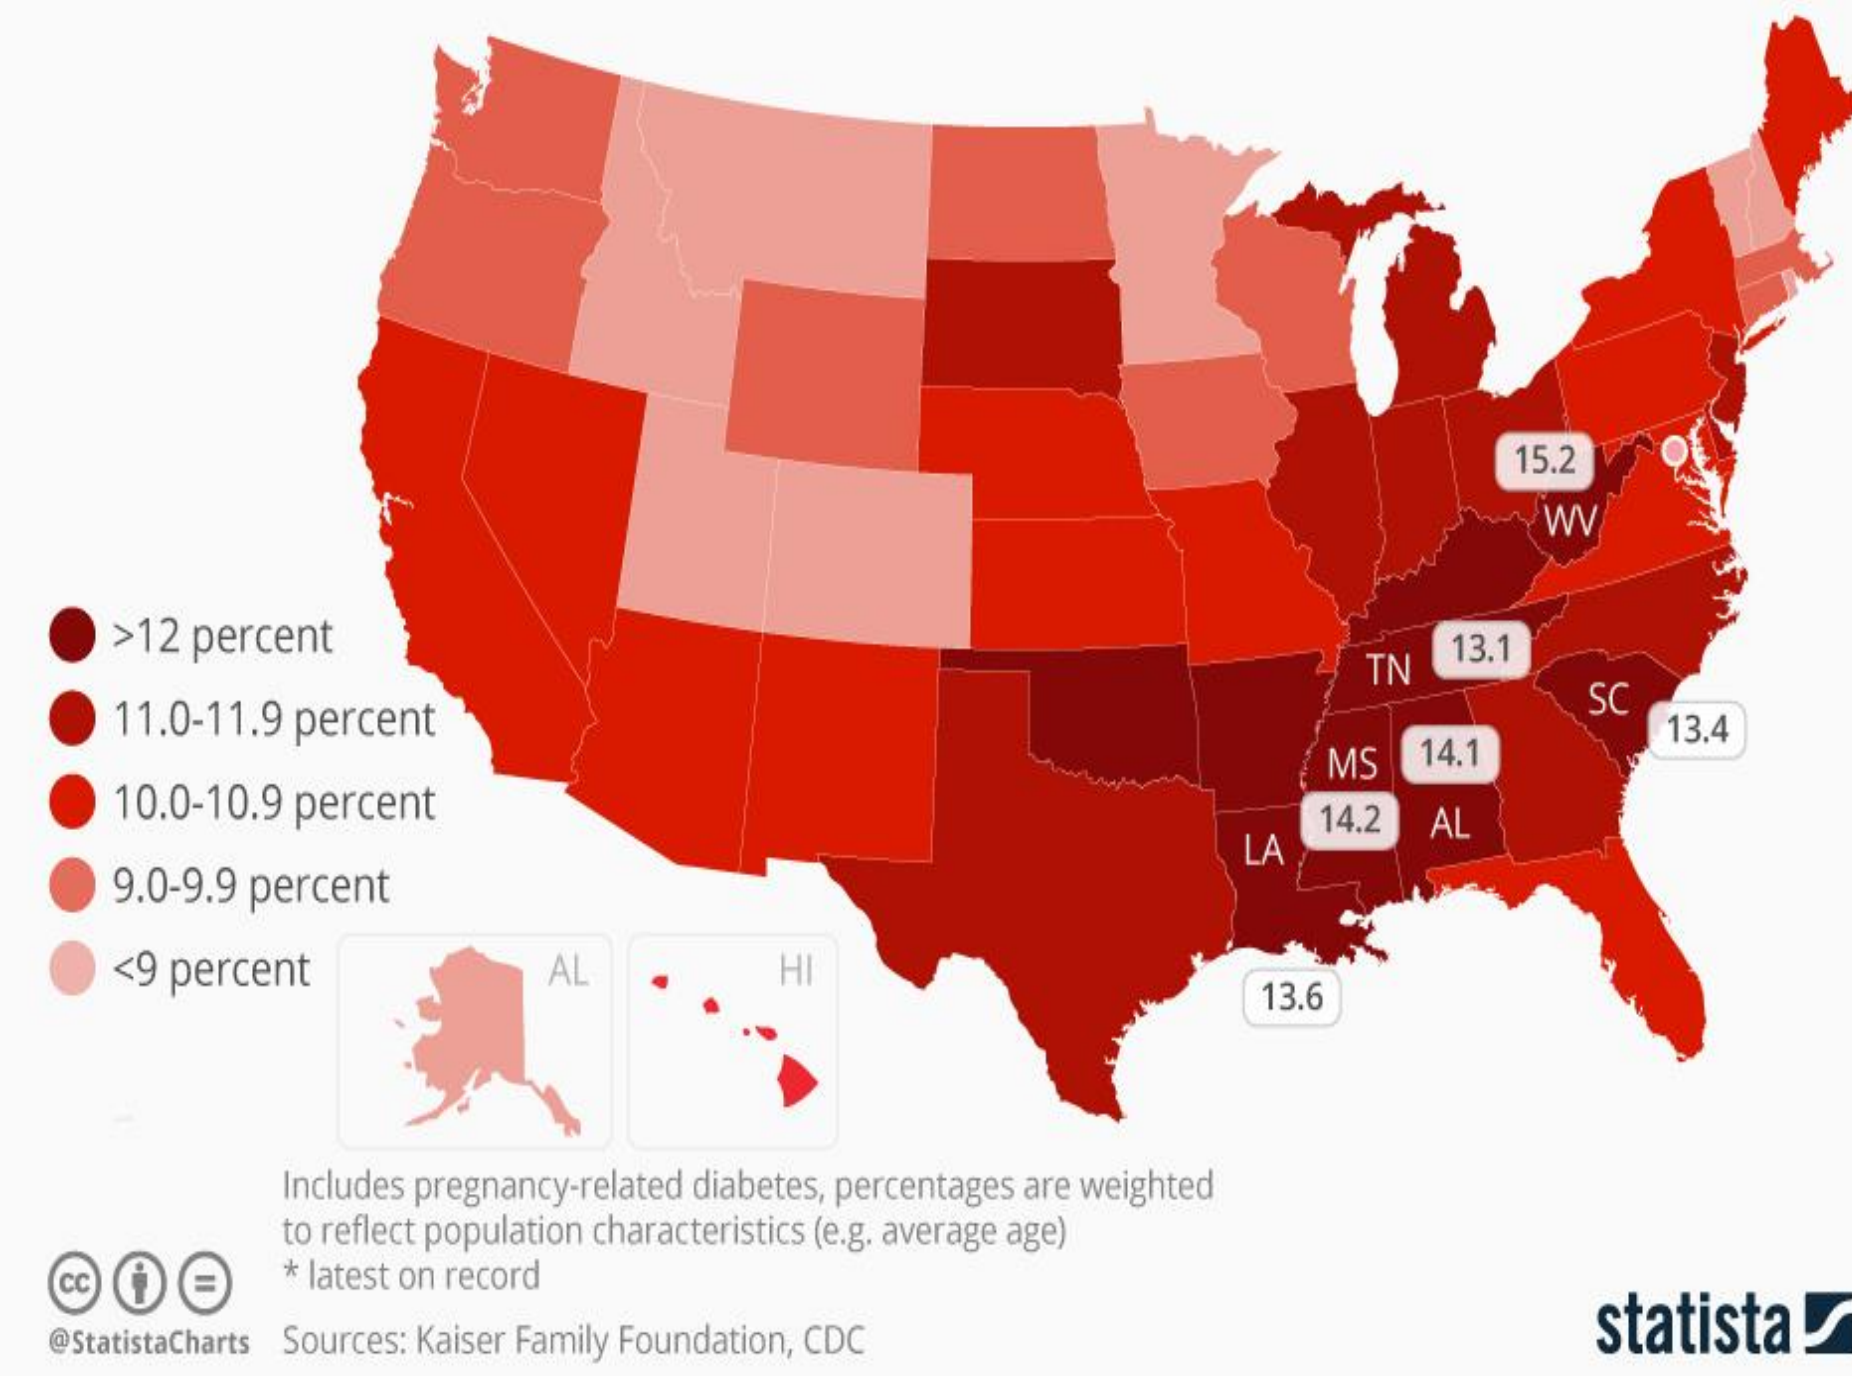 15.2
WV
>12 percent
13.1
TN
11.0-11.9 percent
SC
13.4
14.1
MS
10.0-10.9 percent
14.2
AL
LA
9.0-9.9 percent
<9 percent
AL
HI
13.6
Includes pregnancy-related diabetes, percentages are weighted
to reflect population characteristics (e.g. average age)
* latest on record
cc
@StatistaCharts
Sources: Kaiser Family Foundation, CDC
statista